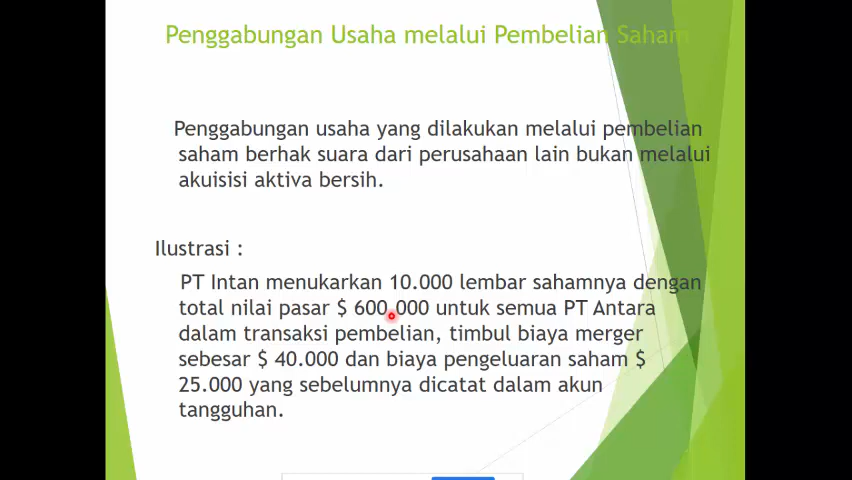 Penggabungan Usaha melalui Pembelian Saham
Penggabungan usaha yang dilakukan melalui pembelian
saham berhak suara dari perusahaan lain bukan melalui
akuisisi aktiva bersih.
Ilustrasi :
PT Intan menukarkan 10.000 lembar sahamnya dengan
total nilai pasar $ 600.000 untuk semua PT Antara
dalam transaksi pembelian, timbul biaya merger
sebesar $ 40.000 dan biaya pengeluaran saham $
25.000 yang sebelumnya dicatat dalam akun
tangguhan.